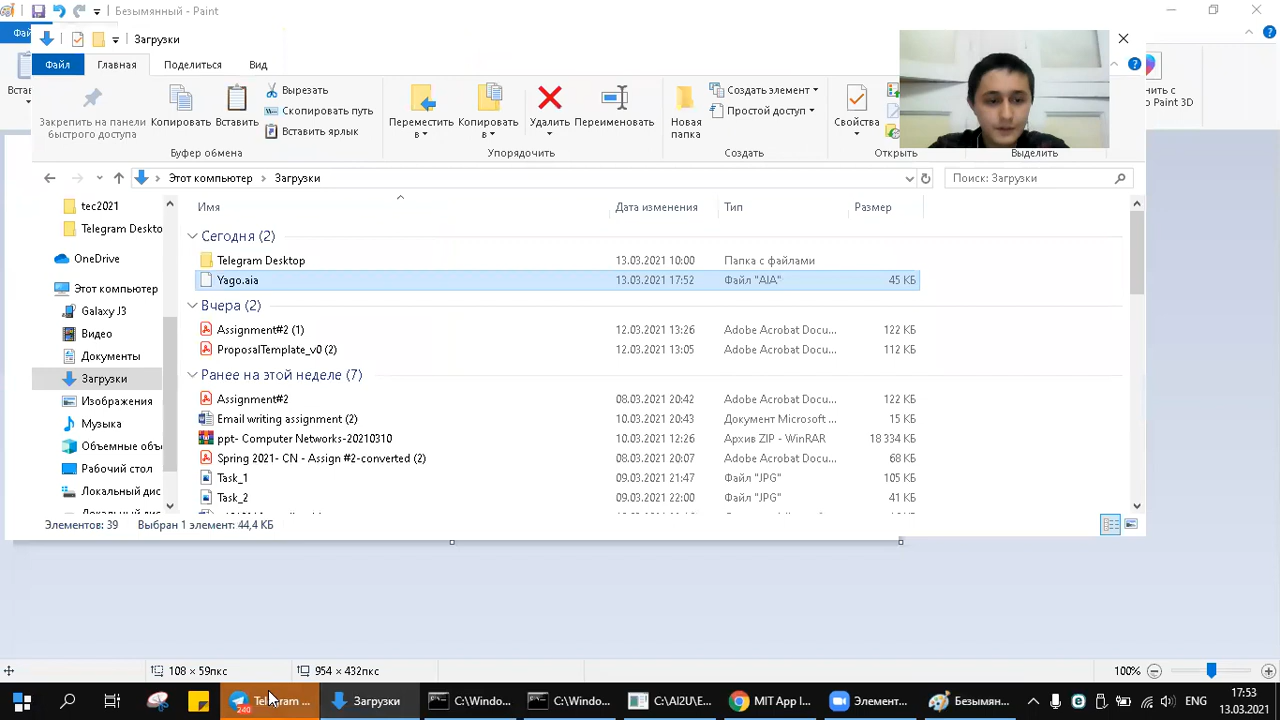 Безымянный - Paint
Загрузки
Фай
Файл
Главная
Поделиться
Вид
Закрепить на панели быстрого доступа
Копировать
Вставить
Вырезать
Скопировать путь
Вставить ярлык
Переместить в
Копировать в
Удалить
Переименовать
Новая папка
Создать элемент
Простой доступ
Свойства
нить с
Paint 3D
Буфер обмена
Упорядочить
Создать
Открыть
Выделить
Этот компьютер > Загрузки
Поиск: Загрузки
Имя
Дата изменения
Тип
Размер
tec2021
Telegram Deskto
OneDrive
Этот компьютер
Galaxy J3
Видео
Документы
Загрузки
Изображения
Музыка
Объемные объ
Рабочий стол
Локальный дис
Сегодня (2)
Telegram Desktop 13.03.2021 10:00 Папка с файлами
Yago.aia 13.03.2021 17:52 Файл "AIA" 45 КБ
Вчера (2)
Assignment#2 (1) 12.03.2021 13:26 Adobe Acrobat Docu... 122 КБ
ProposalTemplate_v0 (2) 12.03.2021 13:05 Adobe Acrobat Docu... 112 КБ
Ранее на этой неделе (7)
Assignment#2 08.03.2021 20:42 Adobe Acrobat Docu... 122 КБ
Email writing assignment (2) 10.03.2021 20:43 Документ Microsoft ... 15 КБ
ppt- Computer Networks-20210310 10.03.2021 12:26 Архив ZIP - WinRAR 18 334 КБ
Spring 2021- CN - Assign #2-converted (2) 08.03.2021 20:07 Adobe Acrobat Docu... 68 КБ
Task_1 09.03.2021 21:47 Файл "JPG" 105 КБ
Task_2 09.03.2021 22:00 Файл "JPG" 41 КБ
Элементов: 39 Выбран 1 элемент: 44,4 КБ
108 × 59пкс
954 × 432пкс
100%
240
Telegram ...
Загрузки
C:\Windo...
C:\Windo...
C:\AI2U\E...
MIT App I...
Элемент...
Безымян...
ENG
17:53
13.03.2021